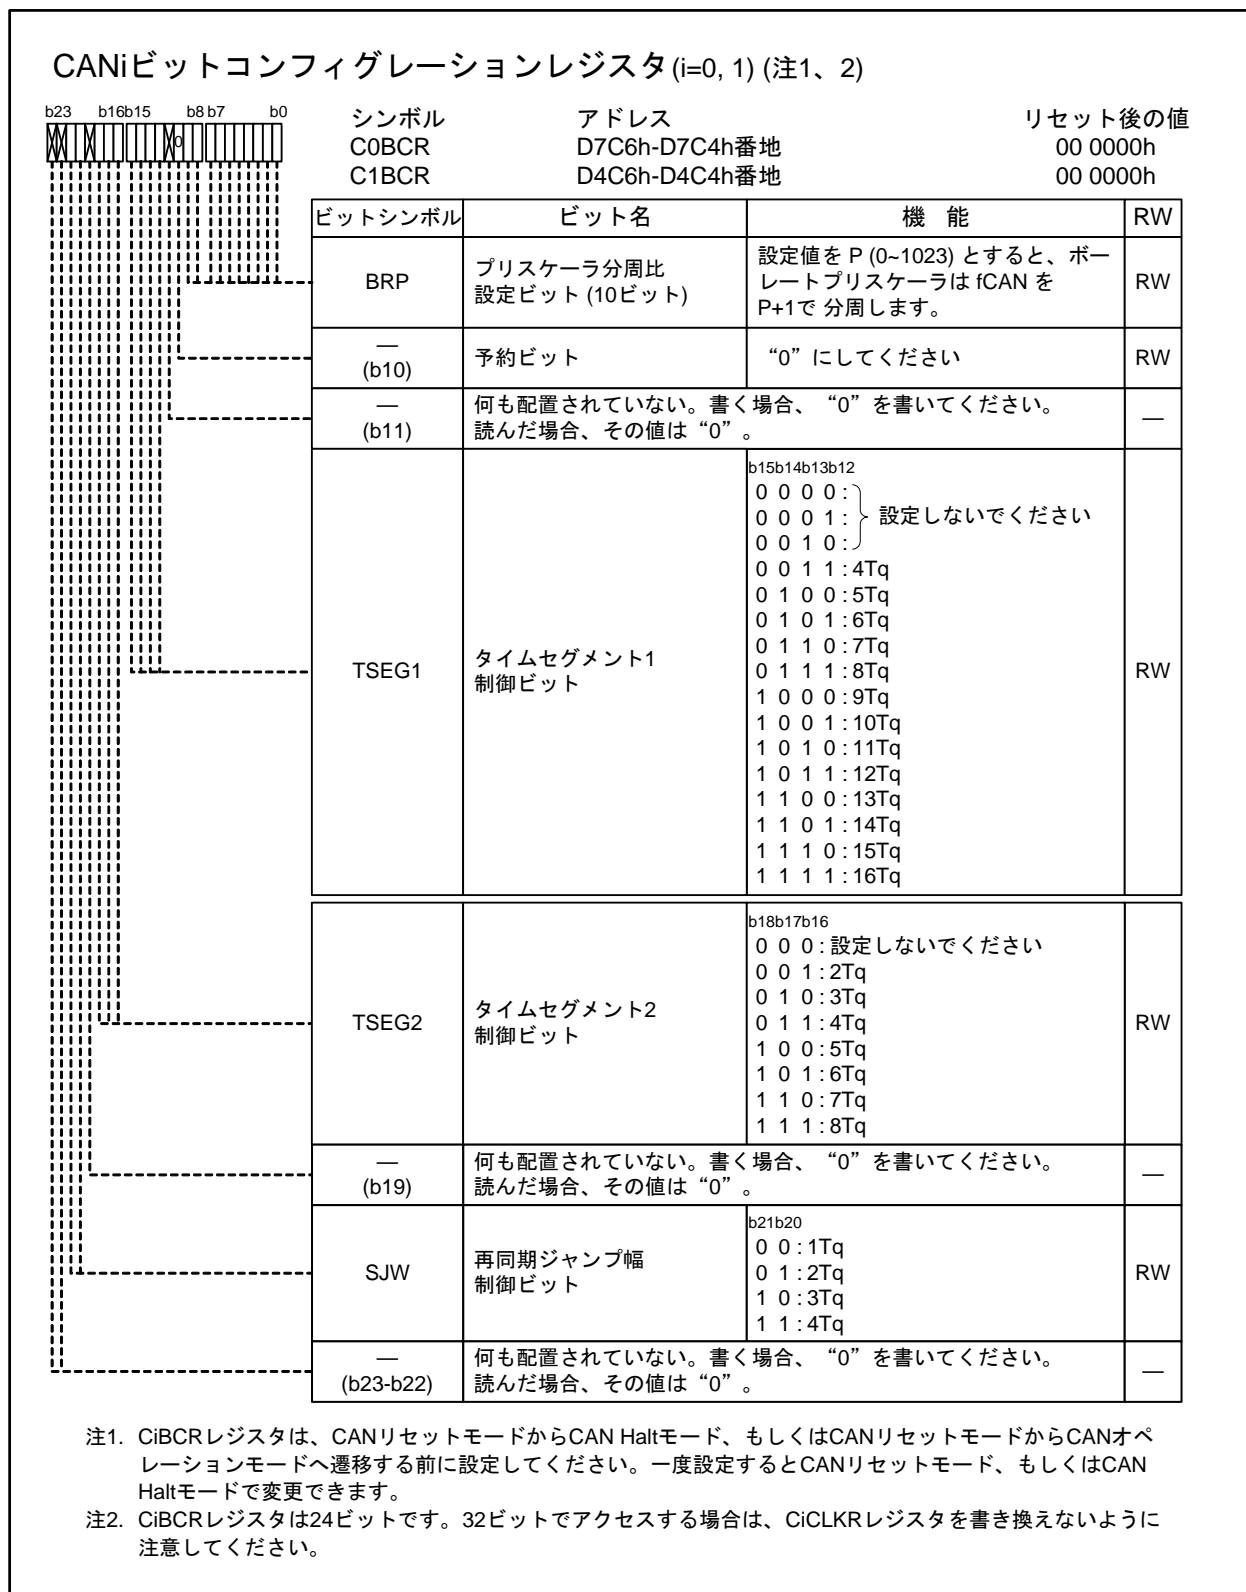 CANiビットコンフィグレーションレジスタ(i=0, 1) (注1、2)
b23 b16b15 b8 b7 b0
0
シンボル アドレス リセット後の値
C0BCR D7C6h-D7C4h番地 00 0000h
C1BCR D4C6h-D4C4h番地 00 0000h
ビットシンボル ビット名 機 能 RW
BRP
プリスケーラ分周比
設定ビット (10ビット)
設定値を P (0~1023) とすると、ボー
レートプリスケーラは fCAN を
P+1で 分周します。
RW
—
(b10)
予約ビット
“0”にしてください
RW
—
(b11)
何も配置されていない。書く場合、“0”を書いてください。
読んだ場合、その値は“0”。
—
TSEG1
タイムセグメント1
制御ビット
b15b14b13b12
0 0 0 0 :
0 0 0 1 : 設定しないでください
0 0 1 0 :
0 0 1 1 : 4Tq
0 1 0 0 : 5Tq
0 1 0 1 : 6Tq
0 1 1 0 : 7Tq
0 1 1 1 : 8Tq
1 0 0 0 : 9Tq
1 0 0 1 : 10Tq
1 0 1 0 : 11Tq
1 0 1 1 : 12Tq
1 1 0 0 : 13Tq
1 1 0 1 : 14Tq
1 1 1 0 : 15Tq
1 1 1 1 : 16Tq
RW
TSEG2
タイムセグメント2
制御ビット
b18b17b16
0 0 0 : 設定しないでください
0 0 1 : 2Tq
0 1 0 : 3Tq
0 1 1 : 4Tq
1 0 0 : 5Tq
1 0 1 : 6Tq
1 1 0 : 7Tq
1 1 1 : 8Tq
RW
—
(b19)
何も配置されていない。書く場合、“0”を書いてください。
読んだ場合、その値は“0”。
—
SJW
再同期ジャンプ幅
制御ビット
b21b20
0 0 : 1Tq
0 1 : 2Tq
1 0 : 3Tq
1 1 : 4Tq
RW
—
(b23-b22)
何も配置されていない。書く場合、“0”を書いてください。
読んだ場合、その値は“0”。
—
注1. CiBCRレジスタは、CANリセットモードからCAN Haltモード、もしくはCANリセットモードからCANオペ
レーションモードへ遷移する前に設定してください。一度設定するとCANリセットモード、もしくはCAN
Haltモードで変更できます。
注2. CiBCRレジスタは24ビットです。32ビットでアクセスする場合は、CiCLKRレジスタを書き換えないように
注意してください。